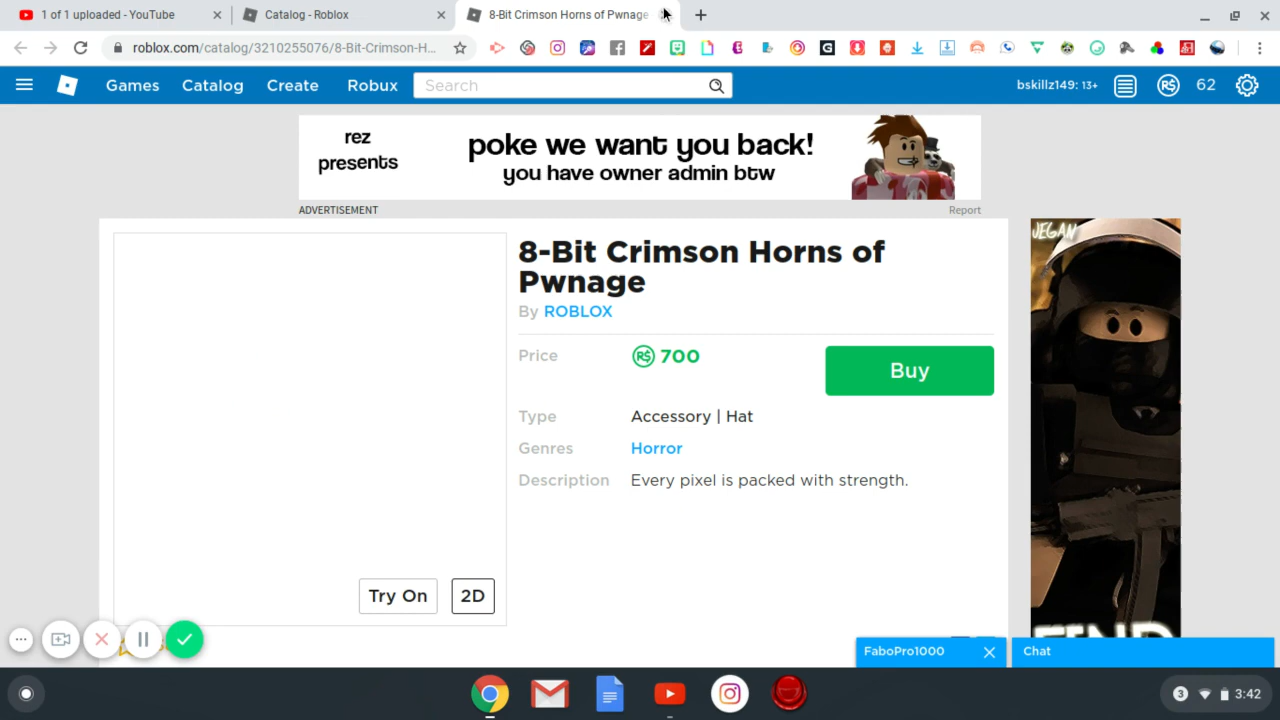 1 of 1 uploaded - YouTube
Catalog - Roblox
8-Bit Crimson Horns of Pwnage
roblox.com/catalog/3210255076/8-Bit-Crimson-H...
Games
Catalog
Create
Robux
Search
bskillz149: 13+
62
rez
presents
poke we want you back!
you have owner admin btw
ADVERTISEMENT
Report
JEGAN
8-Bit Crimson Horns of
Pwnage
By ROBLOX
Price
R$ 700
Buy
Type
Accessory | Hat
Genres
Horror
Description
Every pixel is packed with strength.
Try On
2D
FaboPro1000
Chat
3
3:42